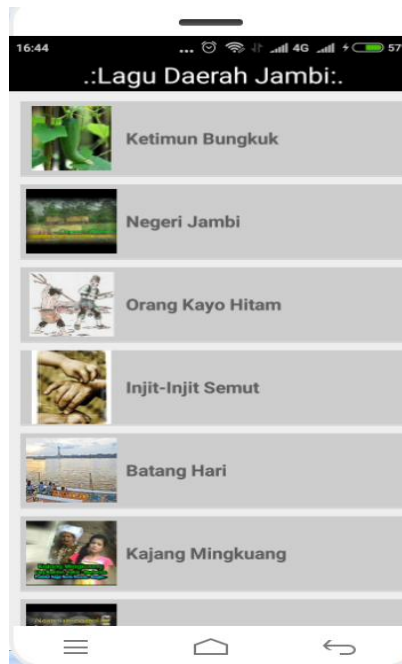 16:44 ... 4G 57
.:Lagu Daerah Jambi:.
Ketimun Bungkuk
Negeri Jambi
Orang Kayo Hitam
Injit-Injit Semut
Batang Hari
Kajang Mingkuang